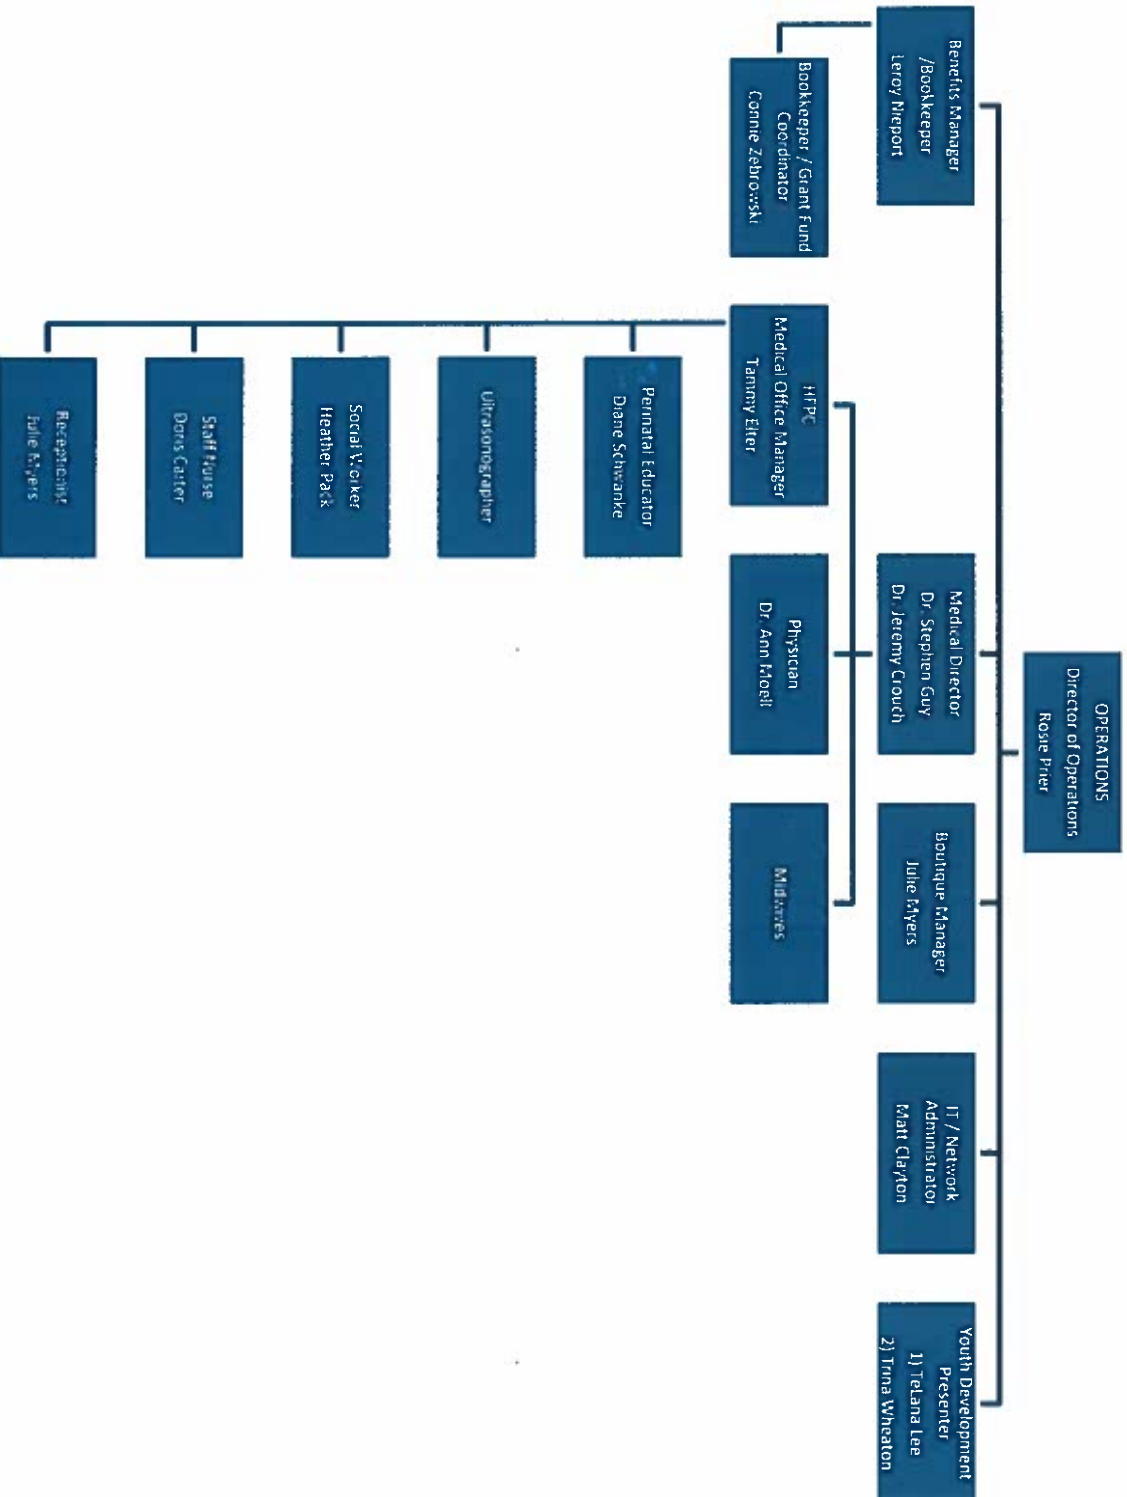 OPERATIONS
Director of Operations
Rosie Prier
Benefits Manager
/Bookkeeper
Leroy Nieport
Medical Director
Dr. Stephen Guy
Dr. Jeremy Crouch
Boutique Manager
Julie Myers
IT / Network
Administrator
Matt Clayton
Youth Development
Presenter
1) TeLana Lee
2) Trina Wheaton
Bookkeeper / Grant Fund
Coordinator
Connie Zebrowski
Medical Office Manager
Tammy Elter
Physician
Dr. Ann Moell
Midwives
Perinatal Educator
Diane Schwanke
Ultrasonographer
Social Worker
Heather Pack
Staff Nurse
Doris Carter
Receptionist
Julie Myers